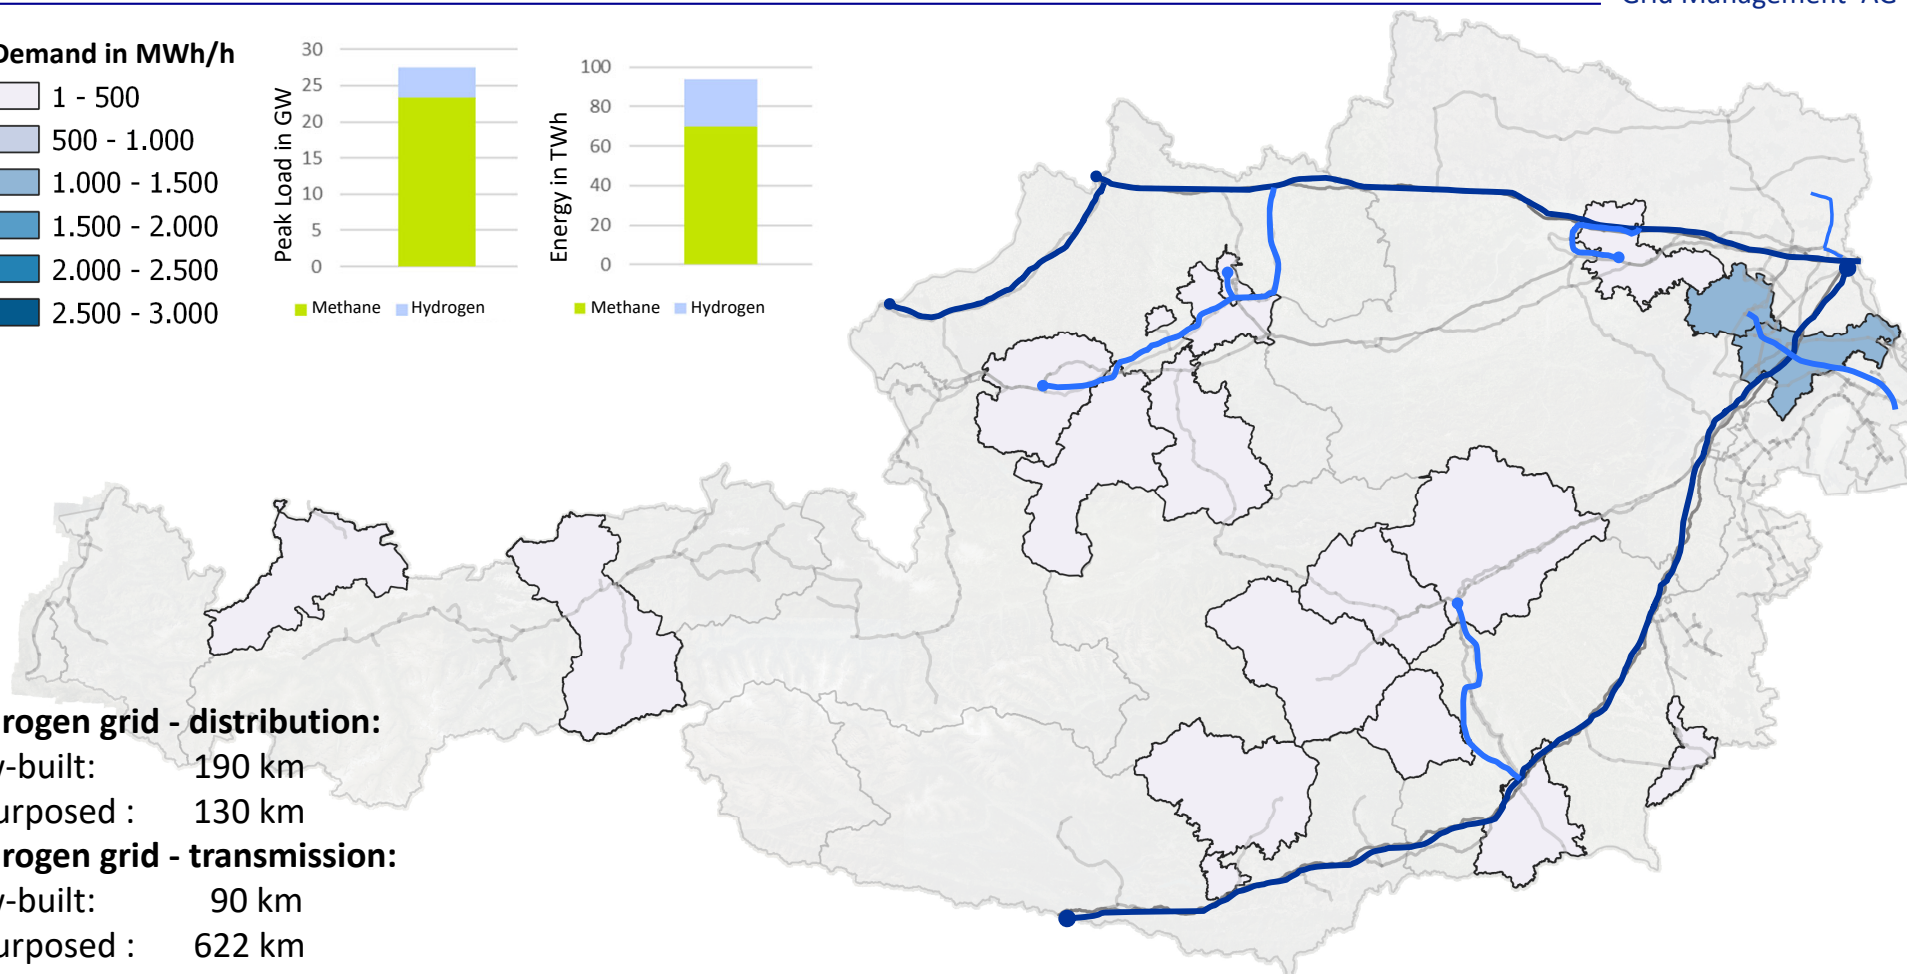 Grid Management AG
Demand in MWh/h
1 - 500
500 - 1.000
1.000 - 1.500
1.500 - 2.000
2.000 - 2.500
2.500 - 3.000
Peak Load in GW
30
25
20
15
10
5
0
Methane Hydrogen
Energy in TWh
100
80
60
40
20
0
Methane Hydrogen
rogen grid - distribution:
-built: 190 km
urposed : 130 km
rogen grid - transmission:
-built: 90 km
urposed : 622 km